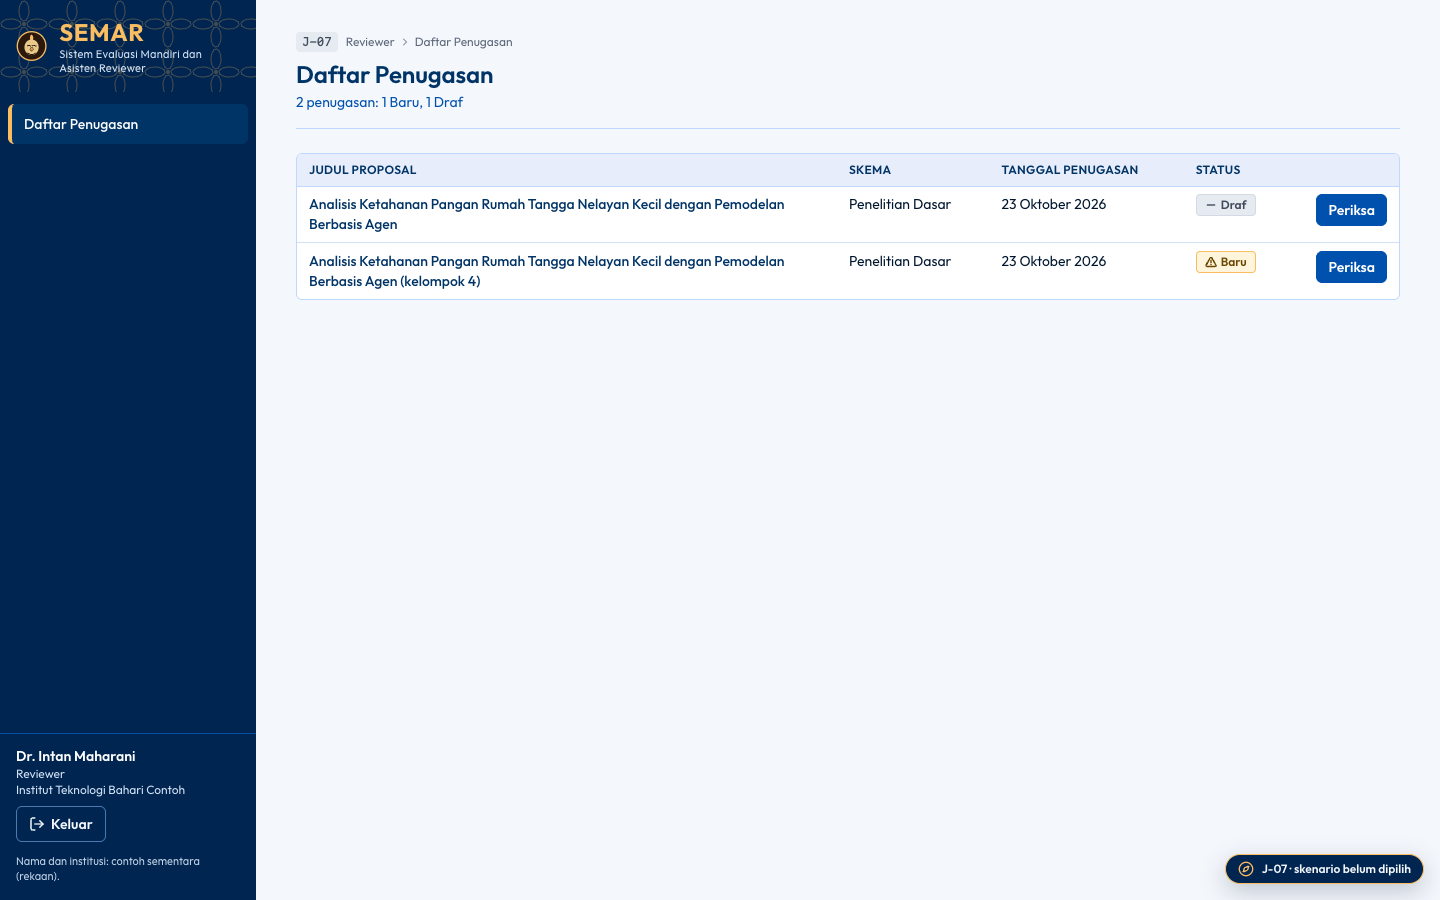 SEMAR
Sistem Evaluasi Mandiri dan
Asisten Reviewer
Daftar Penugasan
Dr. Intan Maharani
Reviewer
Institut Teknologi Bahari Contoh
Keluar
Nama dan institusi: contoh sementara
(rekaan).
J-07 Reviewer > Daftar Penugasan
Daftar Penugasan
2 penugasan: 1 Baru, 1 Draf
JUDUL PROPOSAL SKEMA TANGGAL PENUGASAN STATUS
Analisis Ketahanan Pangan Rumah Tangga Nelayan Kecil dengan Pemodelan
Berbasis Agen
Penelitian Dasar 23 Oktober 2026 Draf Periksa
Analisis Ketahanan Pangan Rumah Tangga Nelayan Kecil dengan Pemodelan
Berbasis Agen (kelompok 4)
Penelitian Dasar 23 Oktober 2026 Baru Periksa
J-07 · skenario belum dipilih